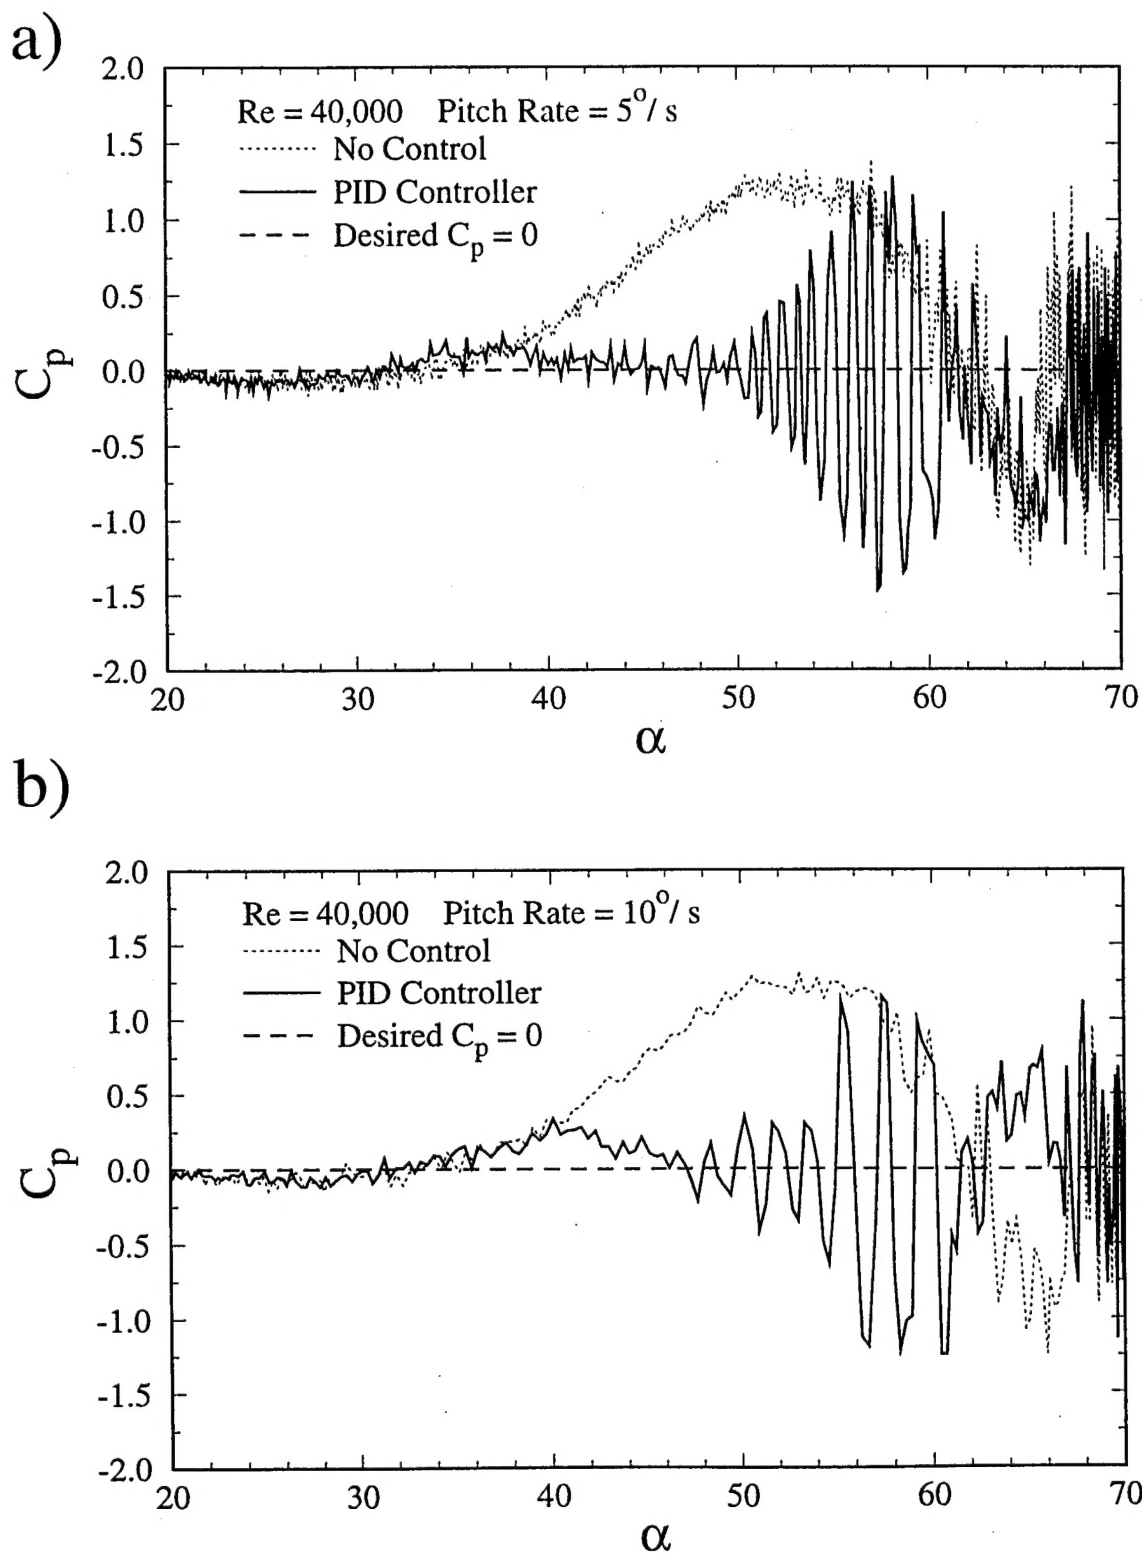 a)
2.0
Re = 40,000 Pitch Rate = 5°/ s
1.5
No Control
PID Controller
1.0
Desired Cp = 0
0.5
Cp
0.0
-0.5
-1.0
-1.5
-2.0
20 30 40 50 60 70
α
b)
2.0
Re = 40,000 Pitch Rate = 10°/ s
1.5
No Control
PID Controller
1.0
Desired Cp = 0
0.5
Cp
0.0
-0.5
-1.0
-1.5
-2.0
20 30 40 50 60 70
α